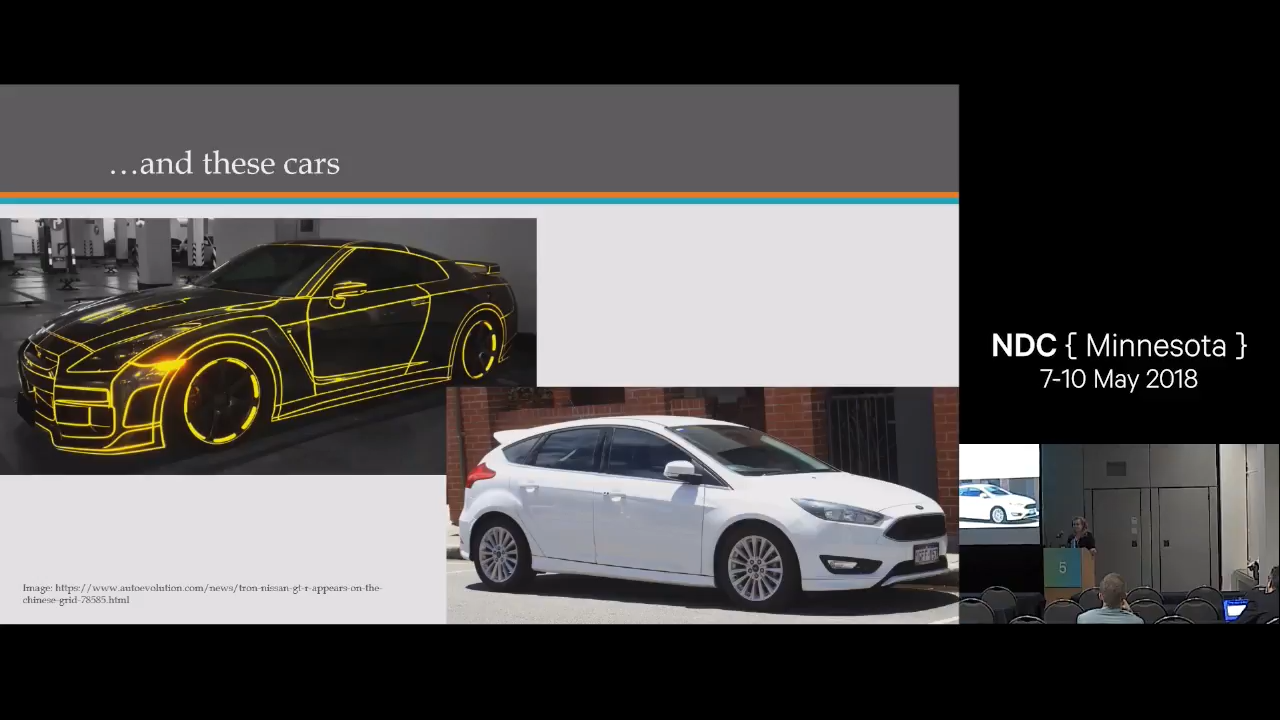 …and these cars
Image: https://www.autoevolution.com/news/tron-nissan-gt-r-appears-on-the-
chinese-grid-78585.html
NDC { Minnesota }
7-10 May 2018
5